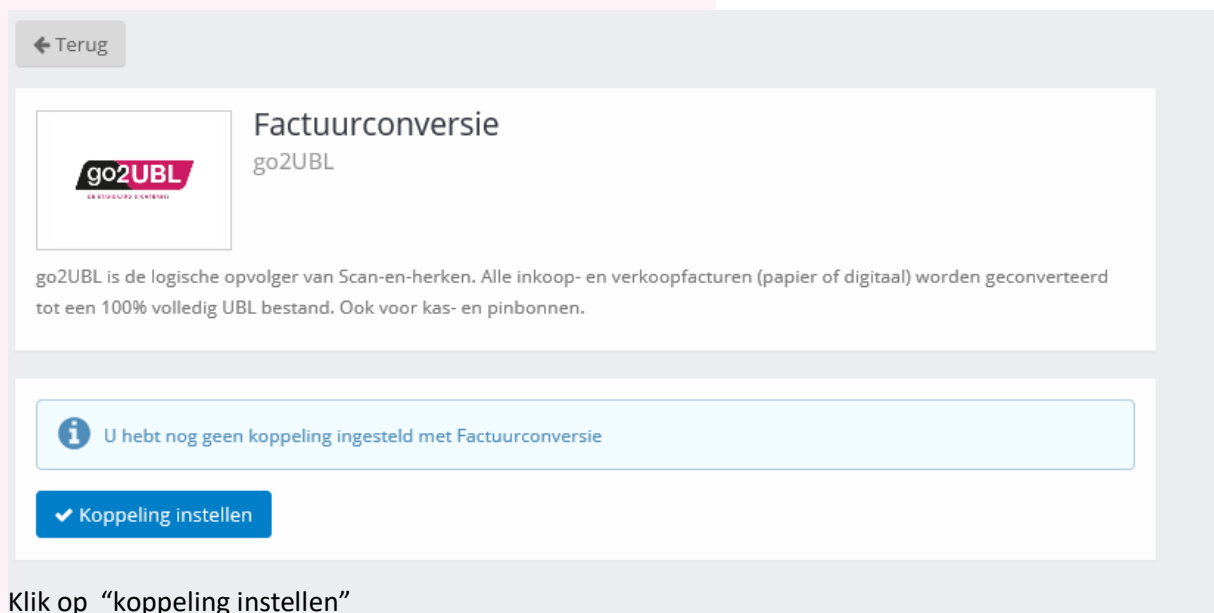 Terug
Factuurconversie
go2UBL
go2UBL
go2UBL is de logische opvolger van Scan-en-herken. Alle inkoop- en verkoopfacturen (papier of digitaal) worden geconverteerd
tot een 100% volledig UBL bestand. Ook voor kas- en pinbonnen.
U hebt nog geen koppeling ingesteld met Factuurconversie
Koppeling instellen
Klik op “koppeling instellen”